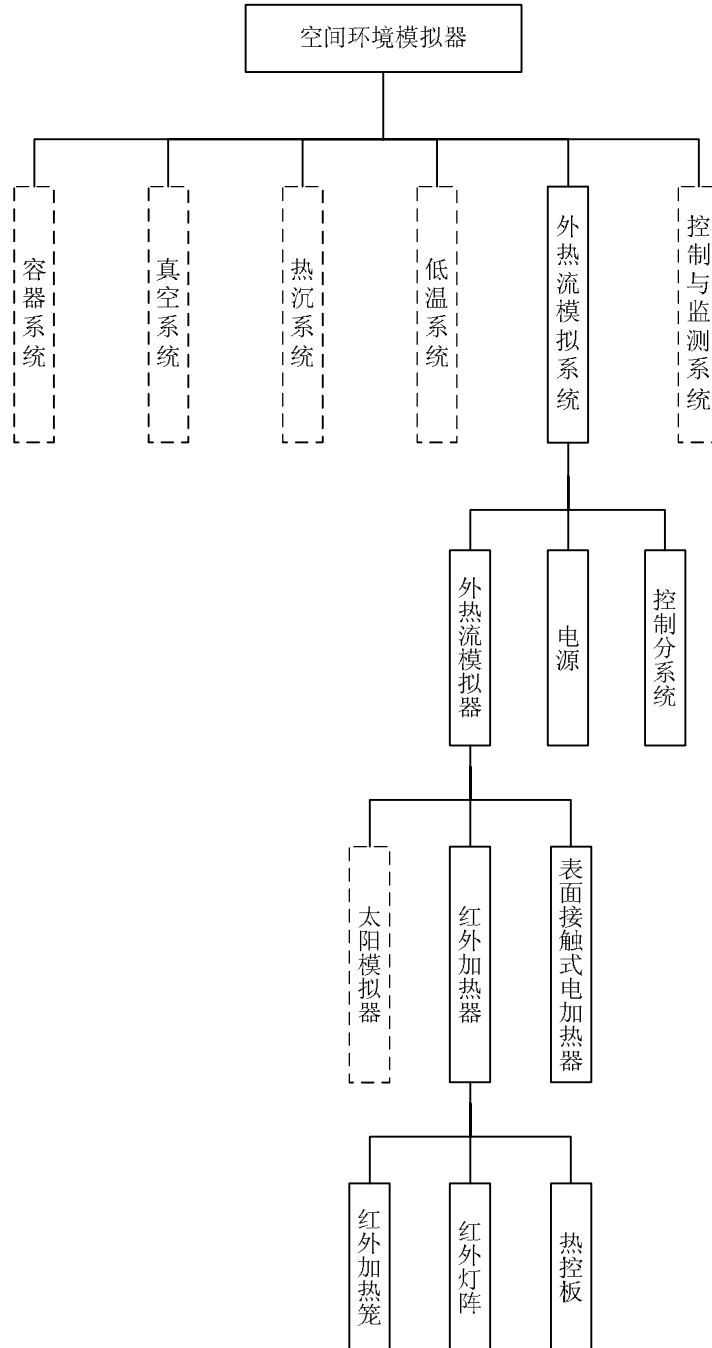 空间环境模拟器
容器系统
真空系统
热沉系统
低温系统
外热流模拟系统
控制与监测系统
外热流模拟器
电源
控制分系统
太阳模拟器
红外加热器
表面接触式电加热器
红外加热笼
红外灯阵
热控板